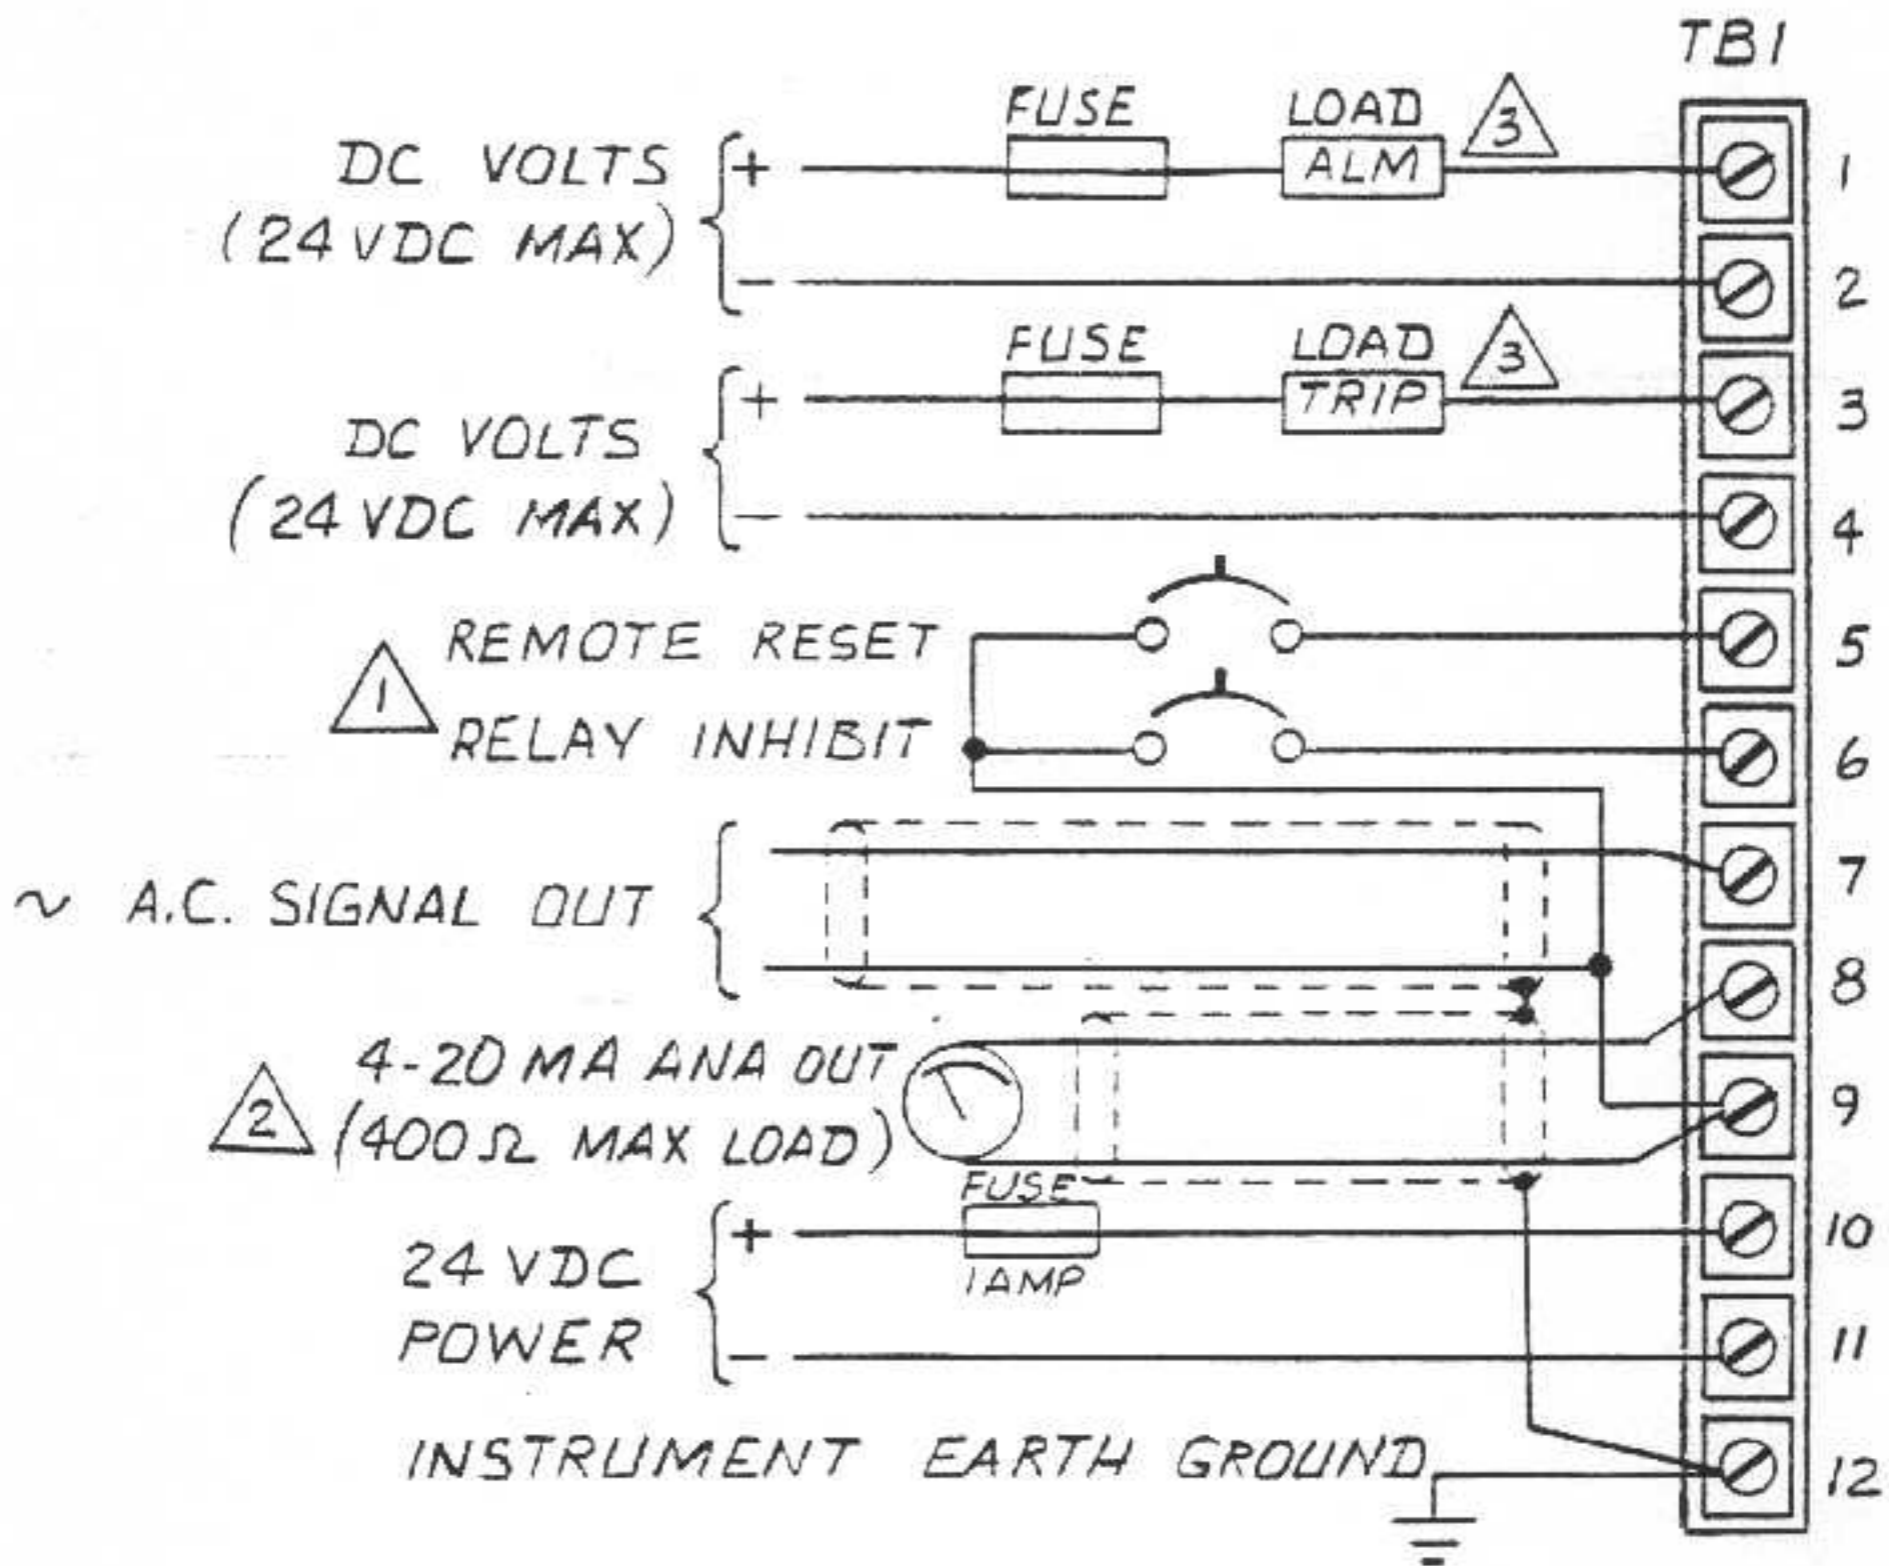 TB1
FUSE LOAD 3
DC VOLTS + ALM 1
(24 VDC MAX)
- 2
FUSE LOAD 3
+ TRIP 3
DC VOLTS
(24 VDC MAX) - 4
REMOTE RESET 5
1
RELAY INHIBIT 6
7
~ A.C. SIGNAL OUT
8
4-20 MA ANA OUT
2 (400Ω MAX LOAD) 9
FUSE
+ 10
24 VDC 1AMP
POWER - 11
INSTRUMENT EARTH GROUND 12